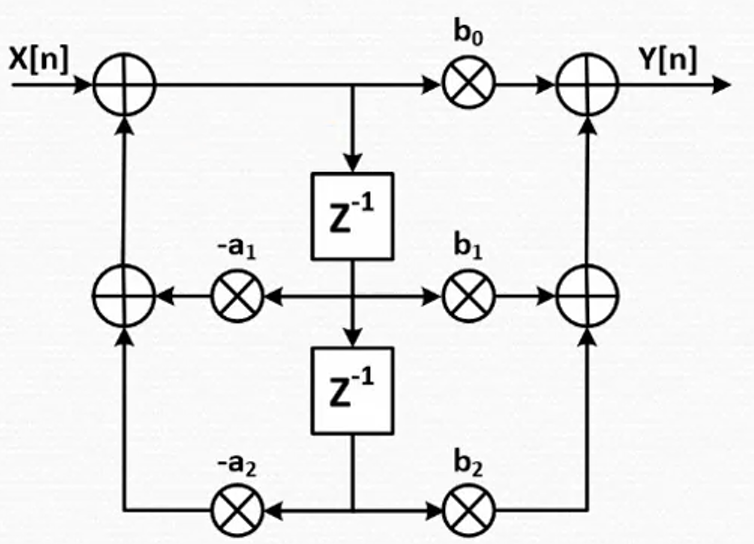 b₀
X[n] Y[n]
Z⁻¹
-a₁ b₁
Z⁻¹
-a₂ b₂